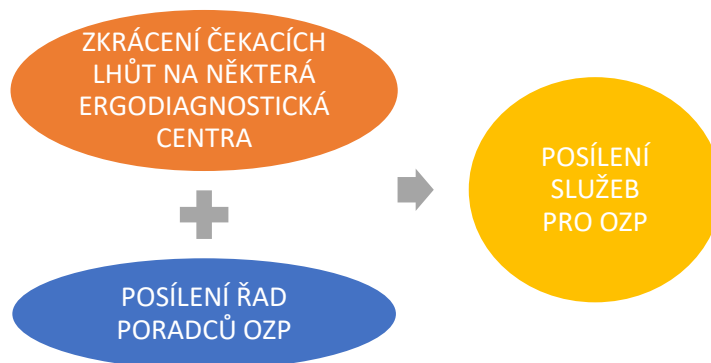 ZKRÁCENÍ ČEKACÍCH
LHŮT NA NĚKTERÁ
ERGODIAGNOSTICKÁ
CENTRA
POSÍLENÍ ŘAD
PORADCŮ OZP
POSÍLENÍ
SLUŽEB
PRO OZP